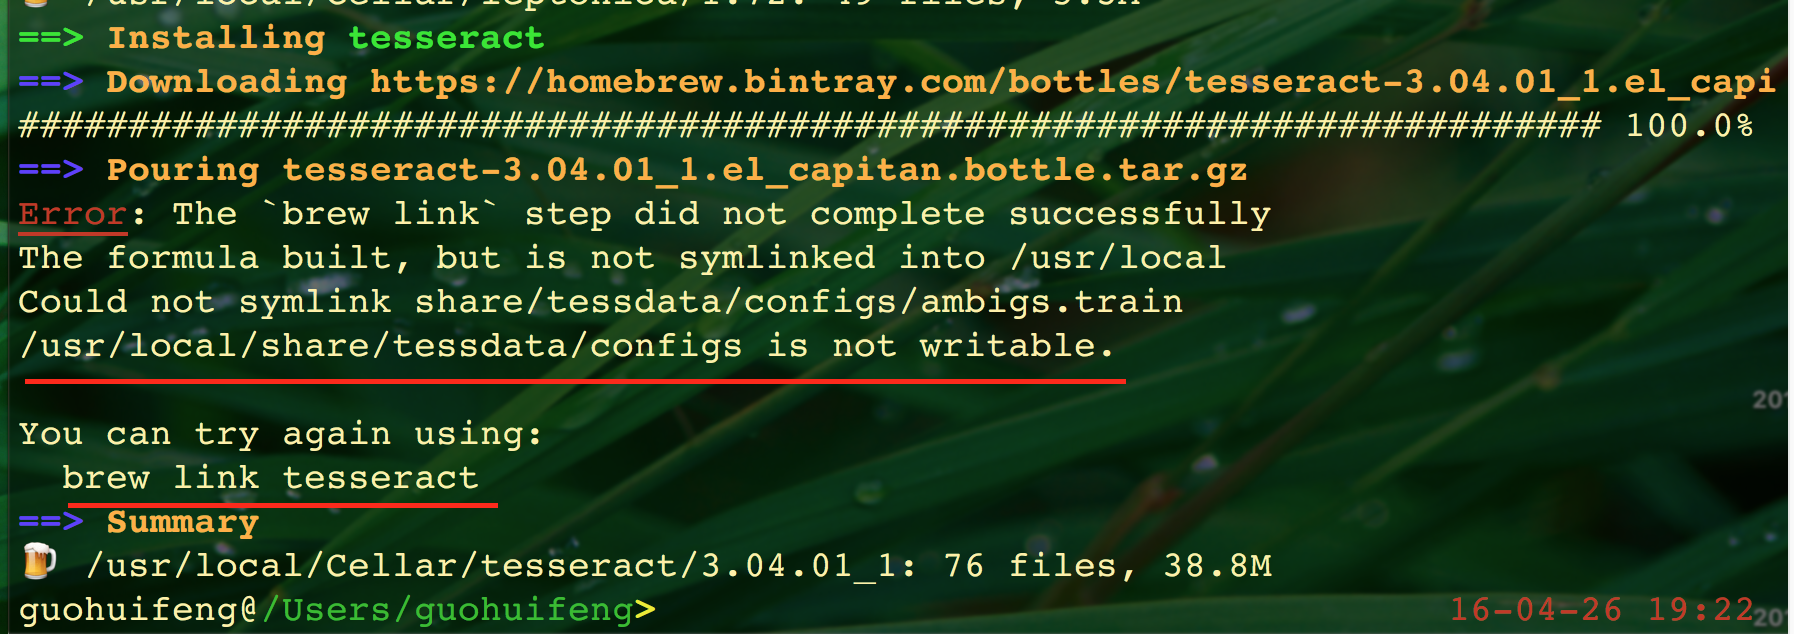 /usr/local/Cellar/leptonica/1.72: 49 files, 5.3M
==> Installing tesseract
==> Downloading https://homebrew.bintray.com/bottles/tesseract-3.04.01_1.el_capi
######################################################################## 100.0%
==> Pouring tesseract-3.04.01_1.el_capitan.bottle.tar.gz
Error: The `brew link` step did not complete successfully
The formula built, but is not symlinked into /usr/local
Could not symlink share/tessdata/configs/ambigs.train
/usr/local/share/tessdata/configs is not writable.
You can try again using:
brew link tesseract
==> Summary
/usr/local/Cellar/tesseract/3.04.01_1: 76 files, 38.8M
guohuifeng@/Users/guohuifeng> 16-04-26 19:22